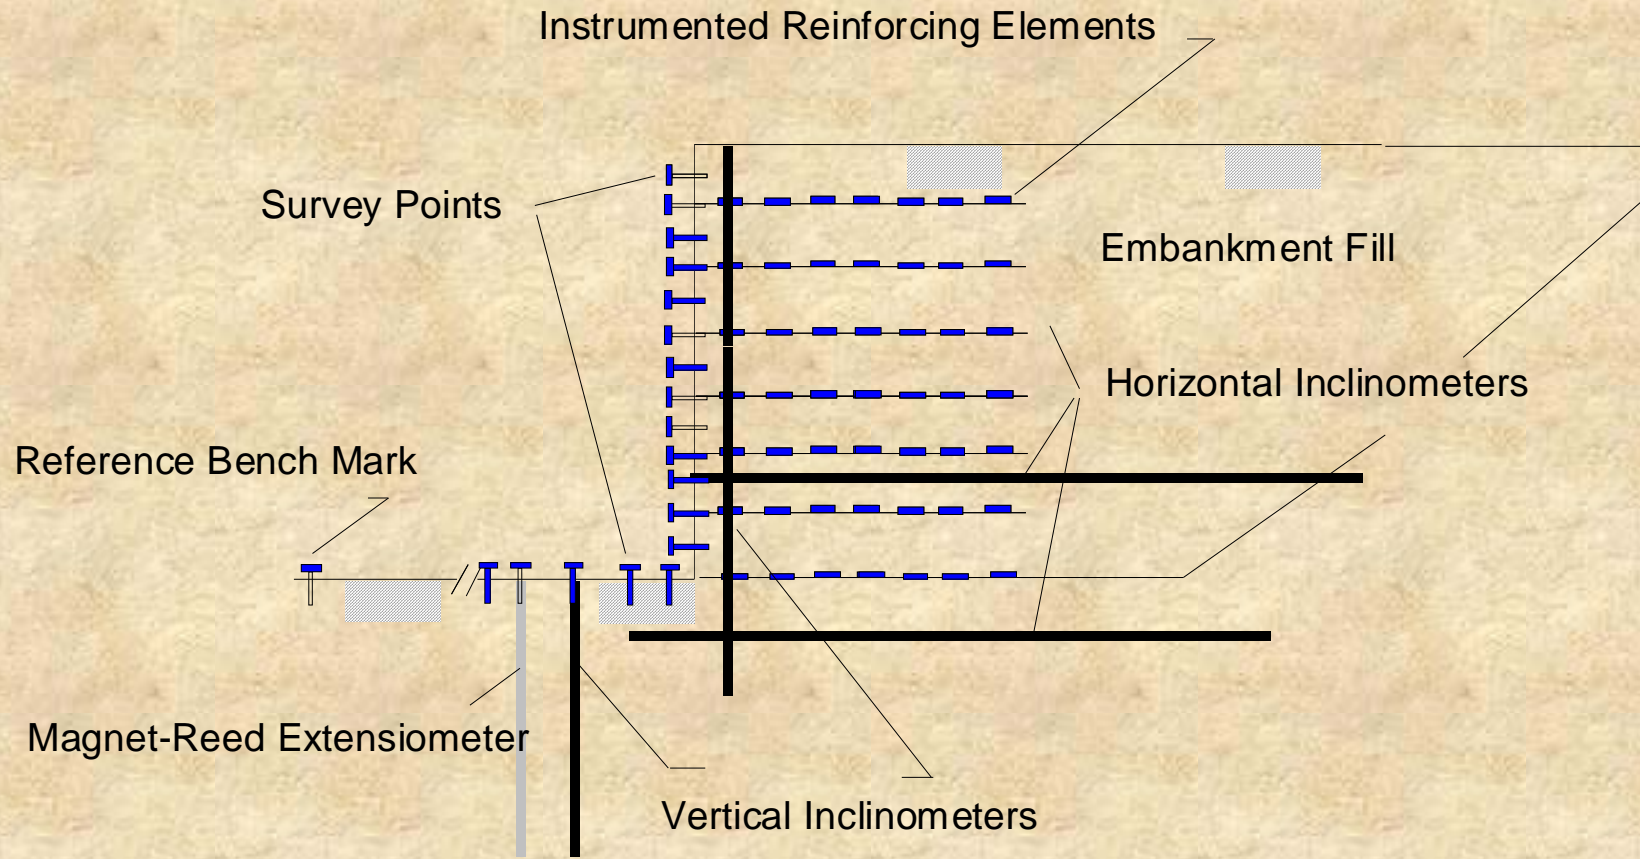 Instrumented Reinforcing Elements
Survey Points
Embankment Fill
Horizontal Inclinometers
Reference Bench Mark
Magnet-Reed Extensiometer
Vertical Inclinometers